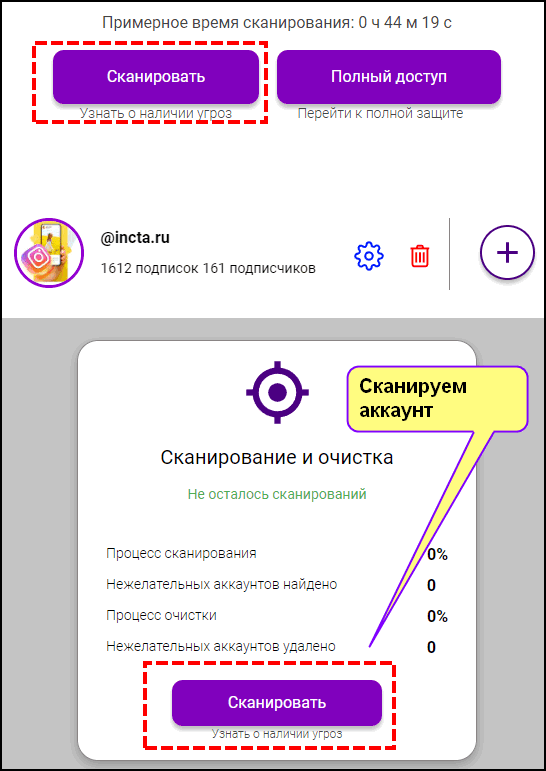 Примерное время сканирования: 0 ч 44 м 19 с
Сканировать
Полный доступ
Узнать о наличии угроз
Перейти к полной защите
@incta.ru
1612 подписок 161 подписчиков
Сканируем
аккаунт
Сканирование и очистка
Не осталось сканирований
Процесс сканирования 0%
Нежелательных аккаунтов найдено 0
Процесс очистки 0%
Нежелательных аккаунтов удалено 0
Сканировать
Узнать о наличии угроз